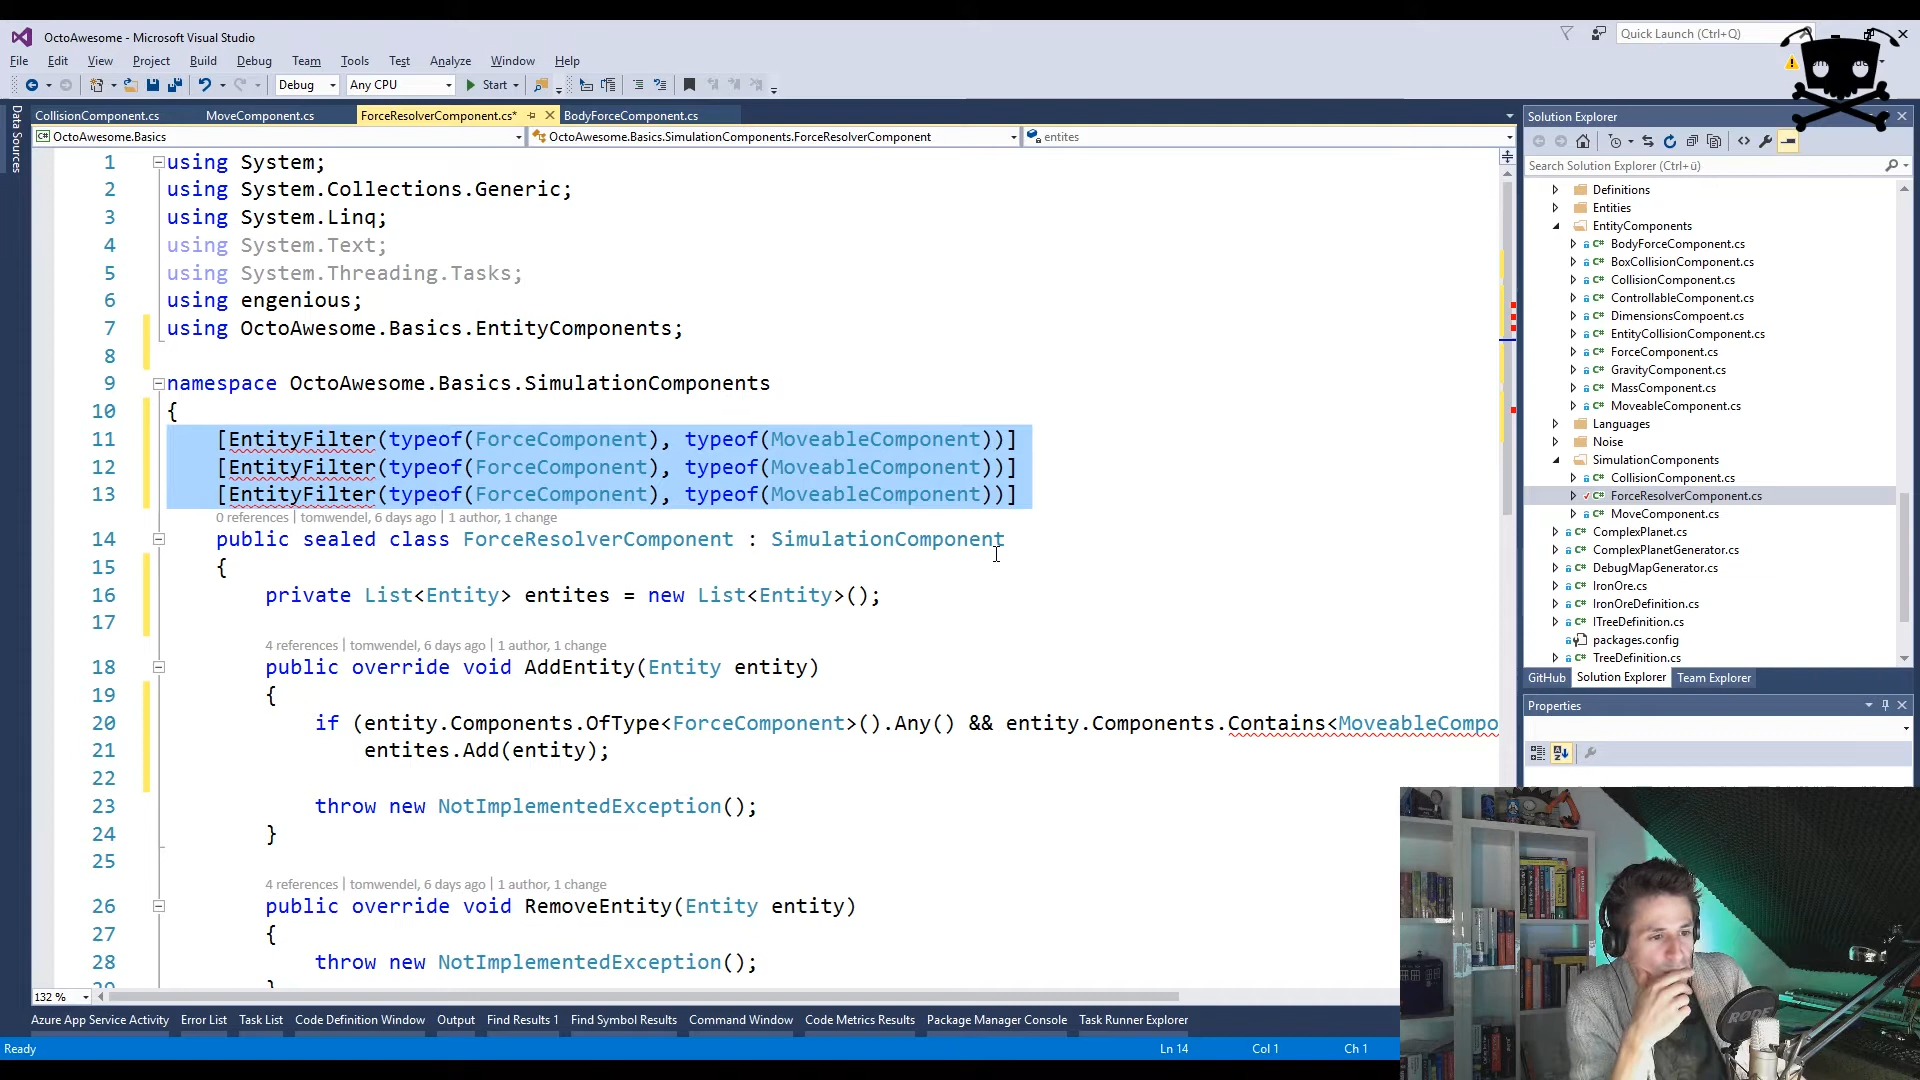 OctoAwesome - Microsoft Visual Studio
Quick Launch (Ctrl+Q)
File Edit View Project Build Debug Team Tools Test Analyze Window Help
Debug Any CPU Start
Data Sources
CollisionComponent.cs MoveComponent.cs ForceResolverComponent.cs* BodyForceComponent.cs
OctoAwesome.Basics OctoAwesome.Basics.SimulationComponents.ForceResolverComponent entites
1 using System;
2 using System.Collections.Generic;
3 using System.Linq;
4 using System.Text;
5 using System.Threading.Tasks;
6 using engenious;
7 using OctoAwesome.Basics.EntityComponents;
8
9 namespace OctoAwesome.Basics.SimulationComponents
10 {
11 [EntityFilter(typeof(ForceComponent), typeof(MoveableComponent))]
12 [EntityFilter(typeof(ForceComponent), typeof(MoveableComponent))]
13 [EntityFilter(typeof(ForceComponent), typeof(MoveableComponent))]
0 references | tomwendel, 6 days ago | 1 author, 1 change
14 public sealed class ForceResolverComponent : SimulationComponent
15 {
16 private List<Entity> entites = new List<Entity>();
17
4 references | tomwendel, 6 days ago | 1 author, 1 change
18 public override void AddEntity(Entity entity)
19 {
20 if (entity.Components.OfType<ForceComponent>().Any() && entity.Components.Contains<MoveableCompo
21 entites.Add(entity);
22
23 throw new NotImplementedException();
24 }
25
4 references | tomwendel, 6 days ago | 1 author, 1 change
26 public override void RemoveEntity(Entity entity)
27 {
28 throw new NotImplementedException();
29 }
132 %
Azure App Service Activity Error List Task List Code Definition Window Output Find Results 1 Find Symbol Results Command Window Code Metrics Results Package Manager Console Task Runner Explorer
Ready Ln 14 Col 1 Ch 1
Solution Explorer
Search Solution Explorer (Ctrl+ü)
Definitions
Entities
EntityComponents
BodyForceComponent.cs
BoxCollisionComponent.cs
CollisionComponent.cs
ControllableComponent.cs
DimensionsCompoent.cs
EntityCollisionComponent.cs
ForceComponent.cs
GravityComponent.cs
MassComponent.cs
MoveableComponent.cs
Languages
Noise
SimulationComponents
CollisionComponent.cs
ForceResolverComponent.cs
MoveComponent.cs
ComplexPlanet.cs
ComplexPlanetGenerator.cs
DebugMapGenerator.cs
IronOre.cs
IronOreDefinition.cs
ITreeDefinition.cs
packages.config
TreeDefinition.cs
GitHub Solution Explorer Team Explorer
Properties
RODE